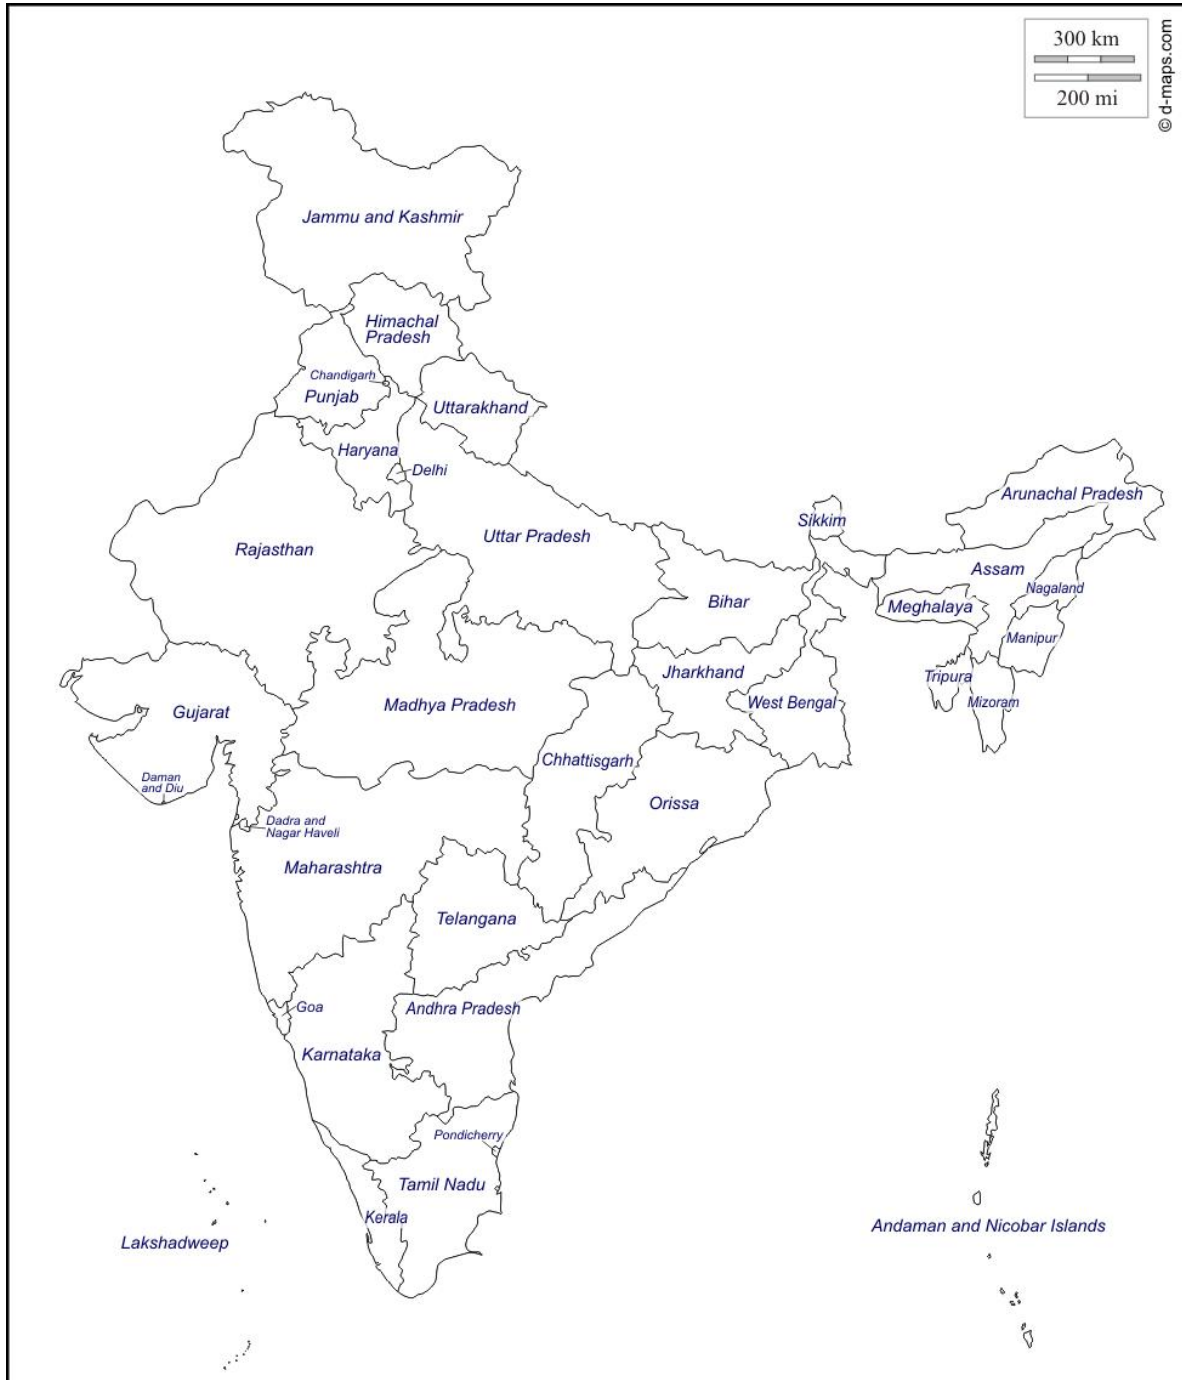 300 km
200 mi
© d-maps.com
Jammu and Kashmir
Himachal
Pradesh
Chandigarh
Punjab
Uttarakhand
Haryana
Delhi
Arunachal Pradesh
Sikkim
Rajasthan
Uttar Pradesh
Assam
Nagaland
Bihar
Meghalaya
Manipur
Jharkhand
Tripura
Mizoram
West Bengal
Madhya Pradesh
Gujarat
Chhattisgarh
Daman
and Diu
Orissa
Dadra and
Nagar Haveli
Maharashtra
Telangana
Goa
Andhra Pradesh
Karnataka
Pondicherry
Tamil Nadu
Kerala
Andaman and Nicobar Islands
Lakshadweep